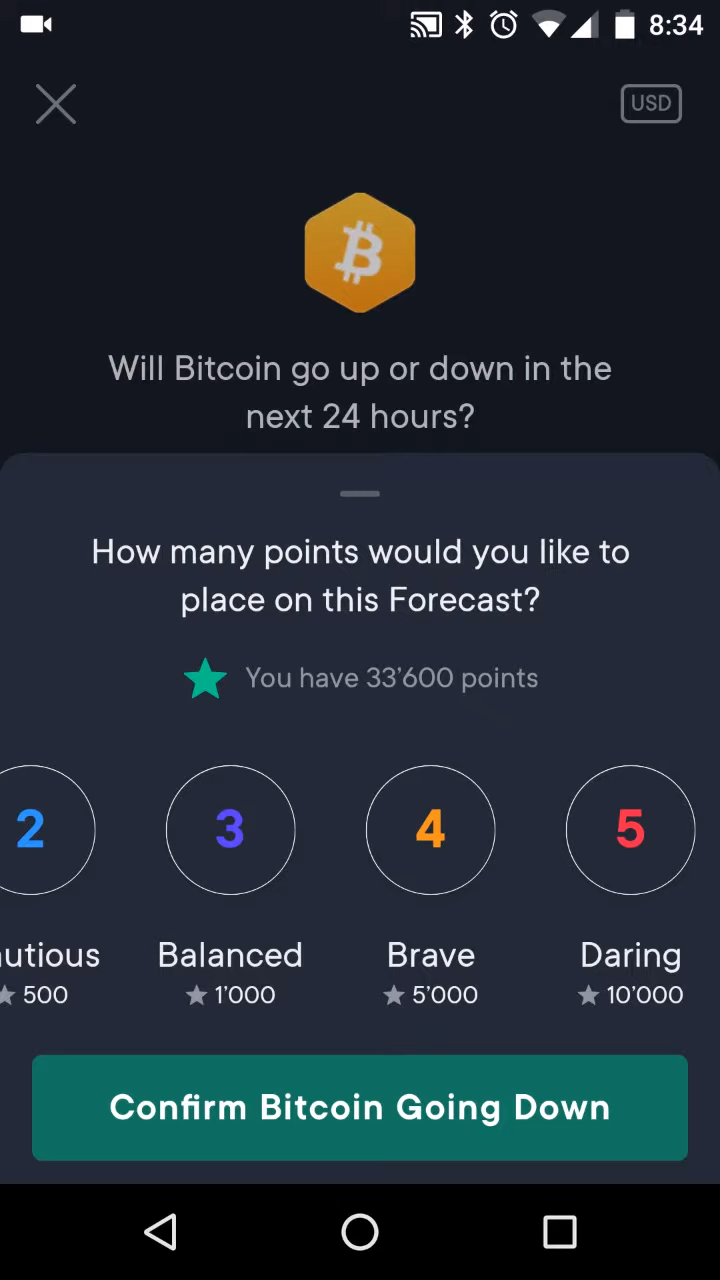 8:34
USD
Will Bitcoin go up or down in the
next 24 hours?
How many points would you like to
place on this Forecast?
You have 33’600 points
2 3 4 5
utious Balanced Brave Daring
500 1’000 5’000 10’000
Confirm Bitcoin Going Down